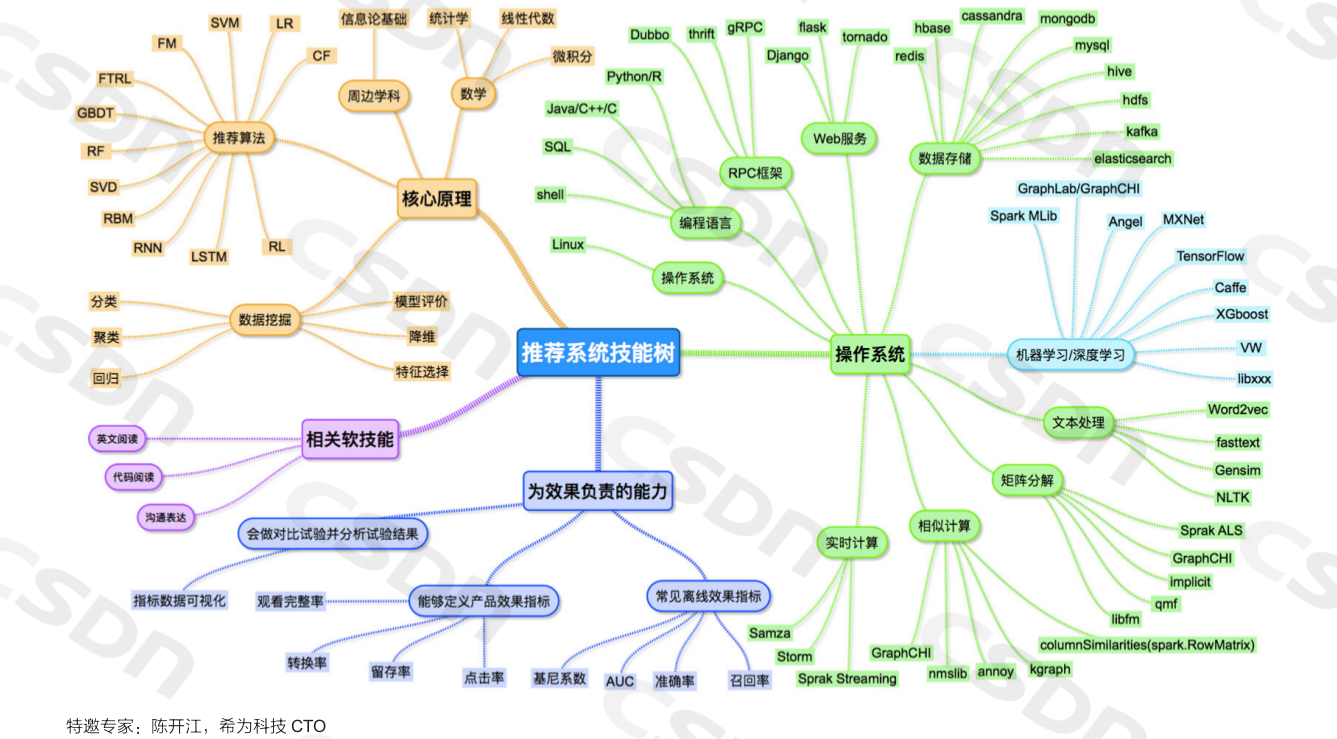 推荐系统技能树
核心原理
推荐算法
FM
SVM
LR
CF
FTRL
GBDT
RF
SVD
RBM
RNN
LSTM
RL
周边学科
信息论基础
数学
统计学
线性代数
微积分
数据挖掘
分类
聚类
回归
模型评价
降维
特征选择
相关软技能
英文阅读
代码阅读
沟通表达
为效果负责的能力
会做对比试验并分析试验结果
指标数据可视化
能够定义产品效果指标
观看完整率
转换率
留存率
点击率
常见离线效果指标
基尼系数
AUC
准确率
召回率
操作系统
操作系统
Linux
编程语言
Python/R
Java/C++/C
SQL
shell
RPC框架
Dubbo
thrift
gRPC
Web服务
Django
flask
tornado
数据存储
redis
hbase
cassandra
mongodb
mysql
hive
hdfs
kafka
elasticsearch
机器学习/深度学习
Spark MLib
GraphLab/GraphCHI
Angel
MXNet
TensorFlow
Caffe
XGboost
VW
libxxx
文本处理
Word2vec
fasttext
Gensim
NLTK
矩阵分解
Sprak ALS
GraphCHI
implicit
qmf
libfm
相似计算
GraphCHI
nmslib
annoy
kgraph
columnSimilarities(spark.RowMatrix)
实时计算
Samza
Storm
Sprak Streaming
特邀专家：陈开江，希为科技 CTO
CSDN